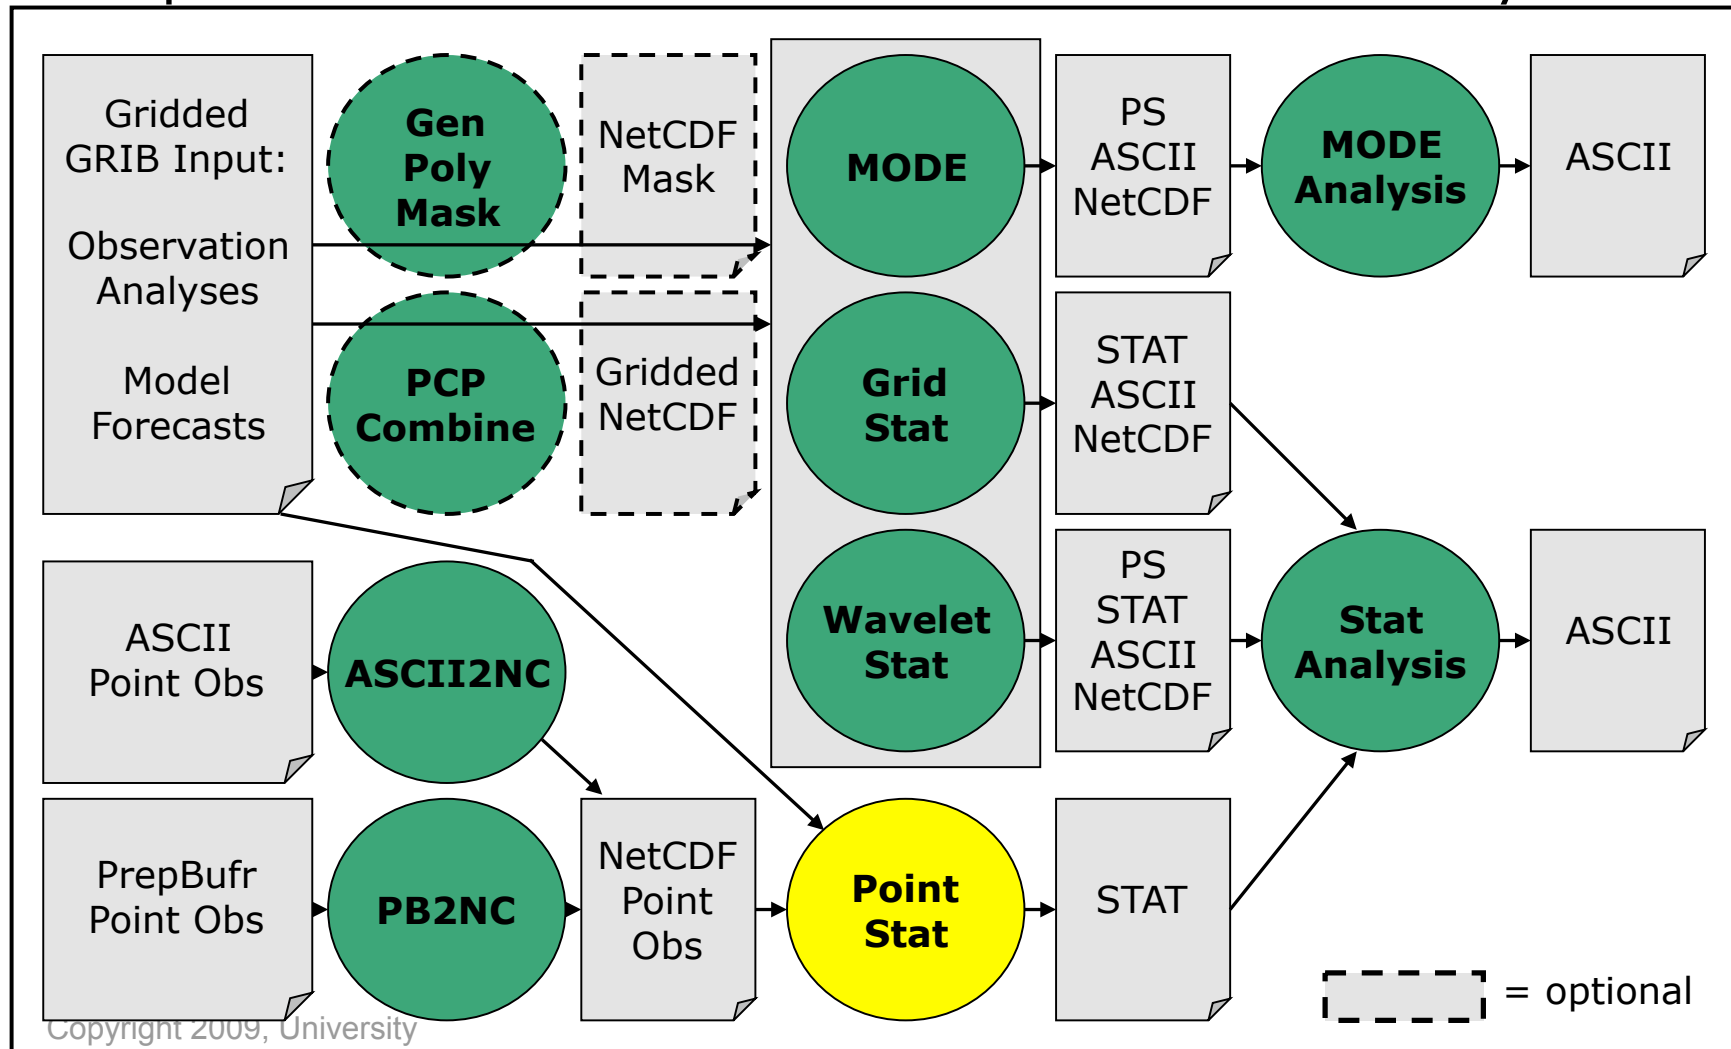 Gridded
GRIB Input:
Observation
Analyses
Model
Forecasts
Gen
Poly
Mask
NetCDF
Mask
PCP
Combine
Gridded
NetCDF
MODE
Grid
Stat
Wavelet
Stat
PS
ASCII
NetCDF
MODE
Analysis
ASCII
STAT
ASCII
NetCDF
PS
STAT
ASCII
NetCDF
Stat
Analysis
ASCII
ASCII
Point Obs
ASCII2NC
PrepBufr
Point Obs
PB2NC
NetCDF
Point
Obs
Point
Stat
STAT
= optional
Copyright 2009, University